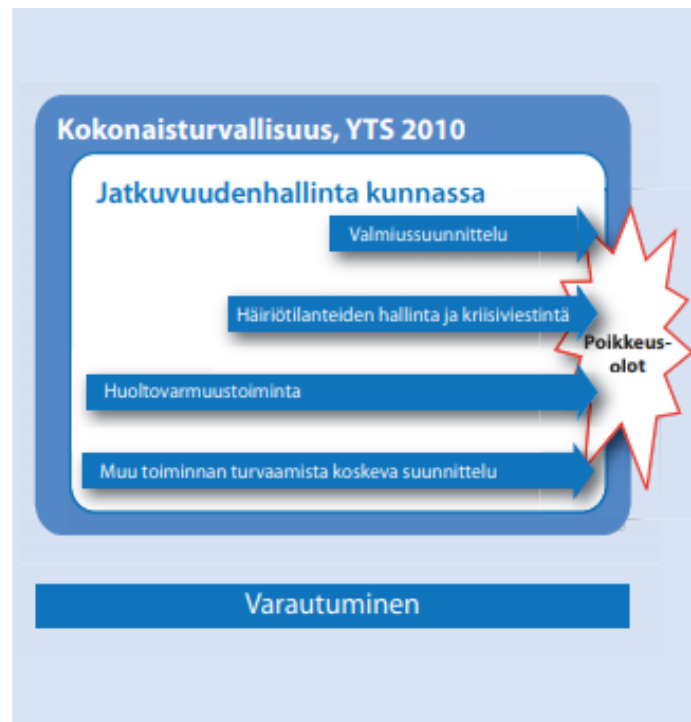 Kokonaisturvallisuus, YTS 2010
Jatkuvuudenhallinta kunnassa
Valmiussuunnittelu
Häiriötilanteiden hallinta ja kriisiviestintä
Poikkeus-
olot
Huoltovarmuustoiminta
Muu toiminnan turvaamista koskeva suunnittelu
Varautuminen